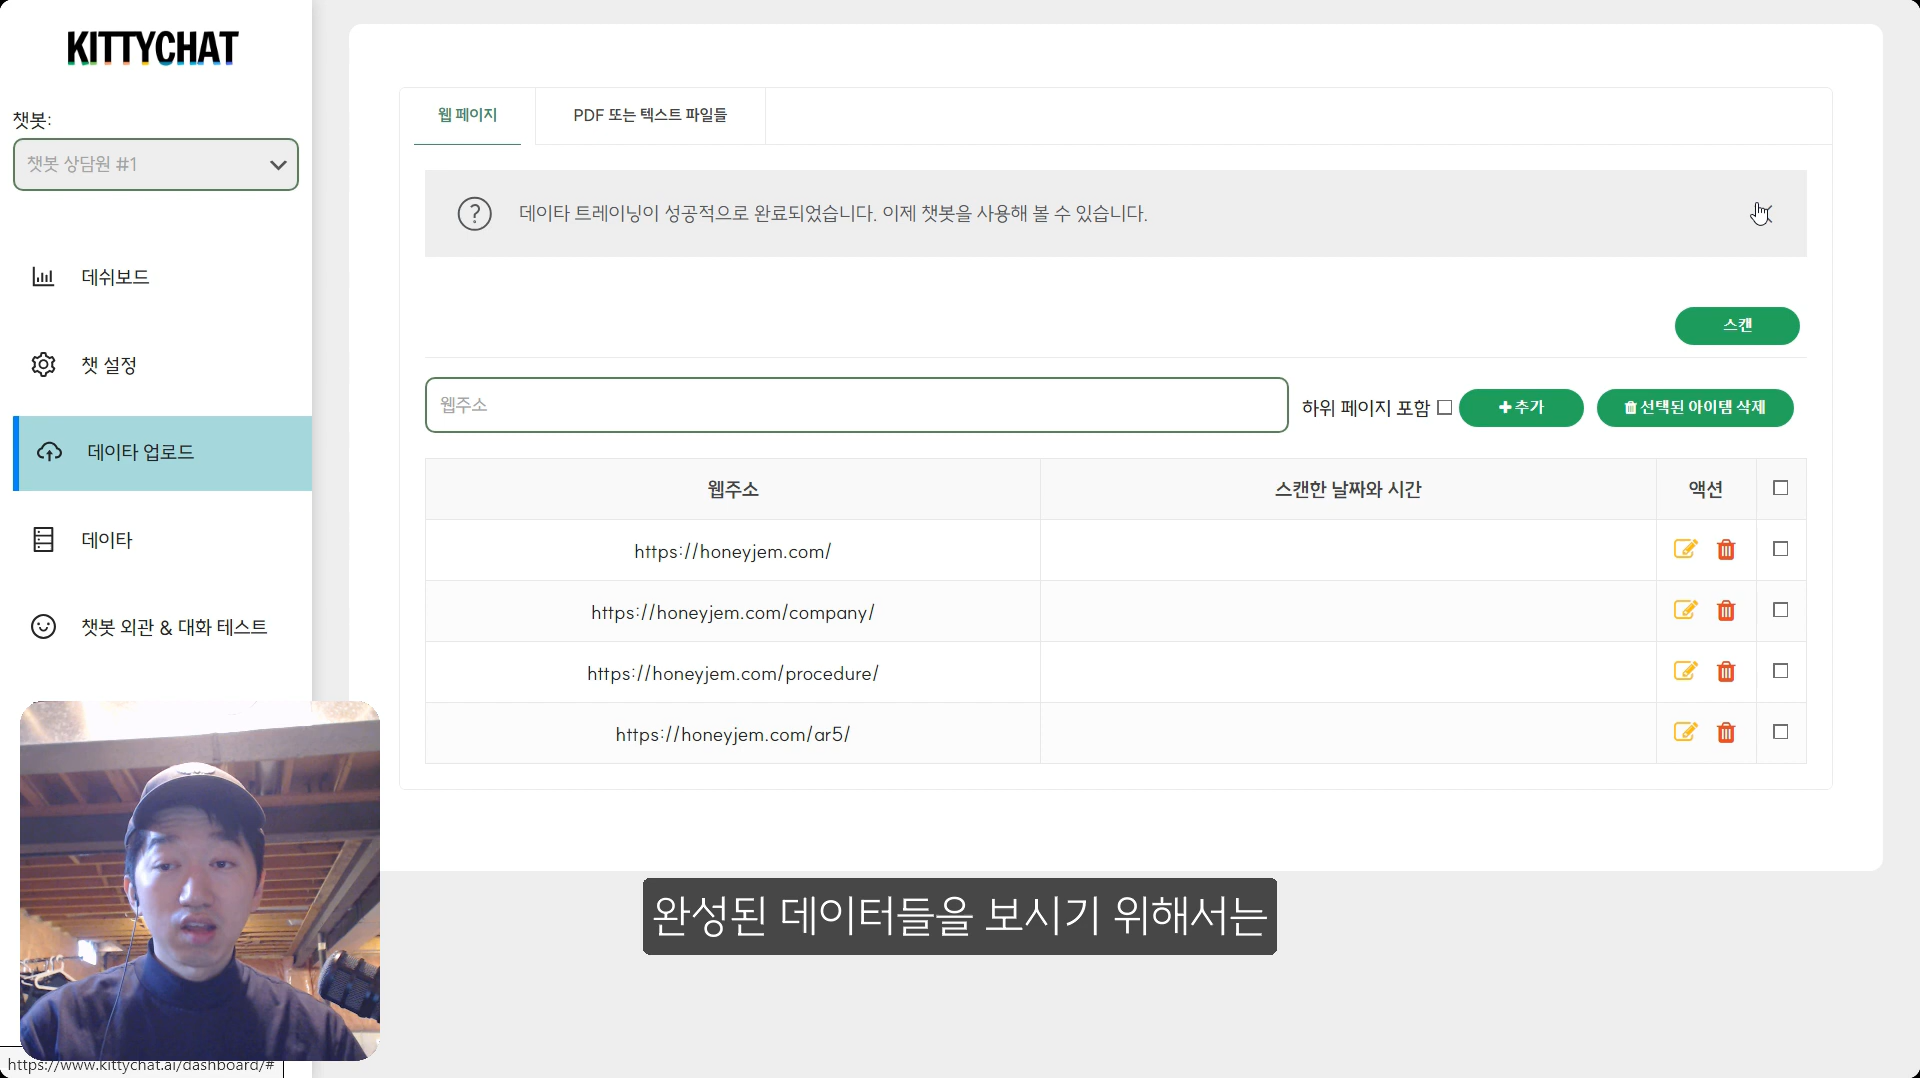 KITTYCHAT
챗봇:
챗봇 상담원 #1
데쉬보드
챗 설정
데이타 업로드
데이타
챗봇 외관 & 대화 테스트
웹 페이지
PDF 또는 텍스트 파일들
데이타 트레이닝이 성공적으로 완료되었습니다. 이제 챗봇을 사용해 볼 수 있습니다.
스캔
웹주소
하위 페이지 포함
+추가
선택된 아이템 삭제
웹주소 스캔한 날짜와 시간 액션
https://honeyjem.com/
https://honeyjem.com/company/
https://honeyjem.com/procedure/
https://honeyjem.com/ar5/
완성된 데이터들을 보시기 위해서는
https://www.kittychat.ai/dashboard/#